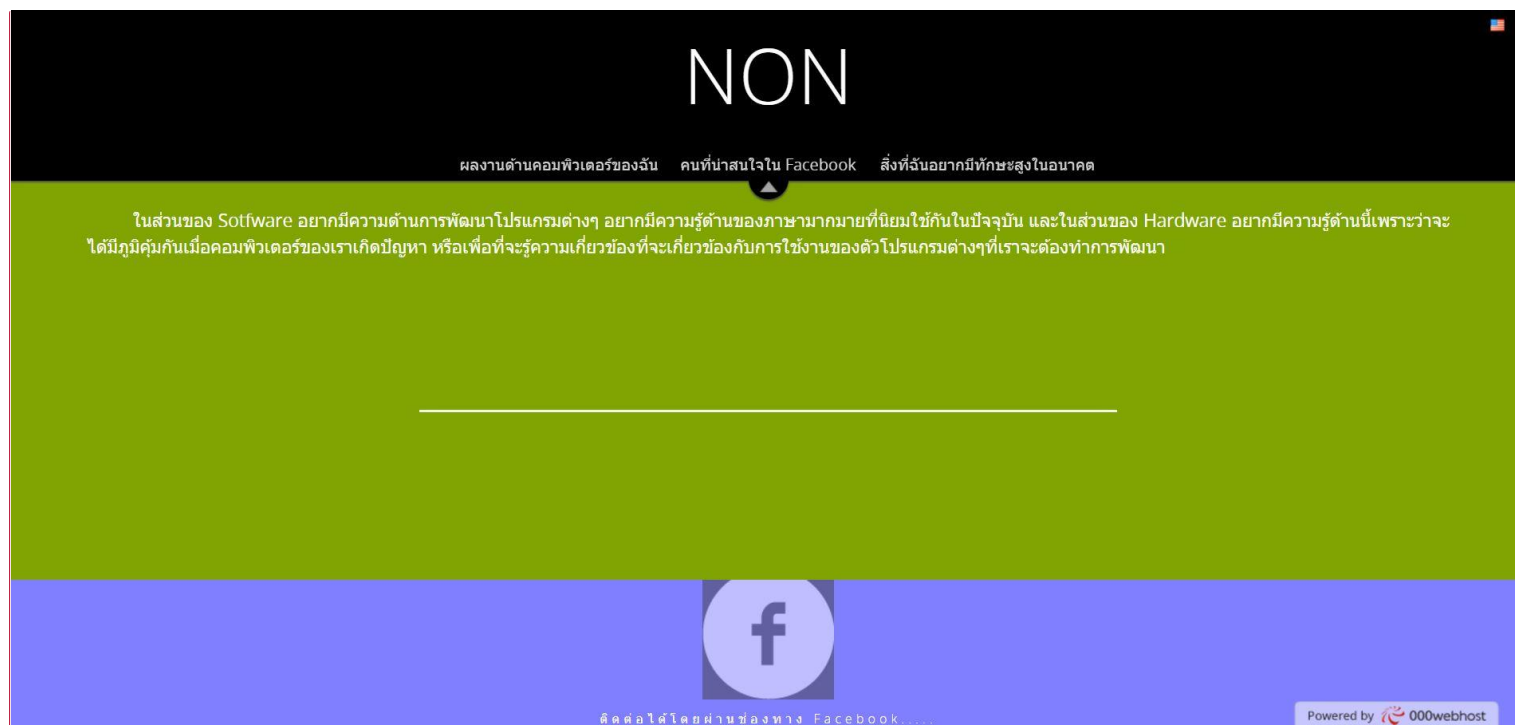 NON
ผลงานด้านคอมพิวเตอร์ของฉัน คนที่น่าสนใจใน Facebook สิ่งที่ฉันอยากมีทักษะสูงในอนาคต
ในส่วนของ Sotfware อยากมีความด้านการพัฒนาโปรแกรมต่างๆ อยากมีความรู้ด้านของภาษามากมายที่นิยมใช้กันในปัจจุบัน และในส่วนของ Hardware อยากมีความรู้ด้านนี้เพราะว่าจะ
ได้มีภูมิคุ้มกันเมื่อคอมพิวเตอร์ของเราเกิดปัญหา หรือเพื่อที่จะรู้ความเกี่ยวข้องที่จะเกี่ยวข้องกับการใช้งานของตัวโปรแกรมต่างๆที่เราจะต้องทำการพัฒนา
f
ติดต่อได้โดยผ่านช่องทาง Facebook.....
Powered by 000webhost